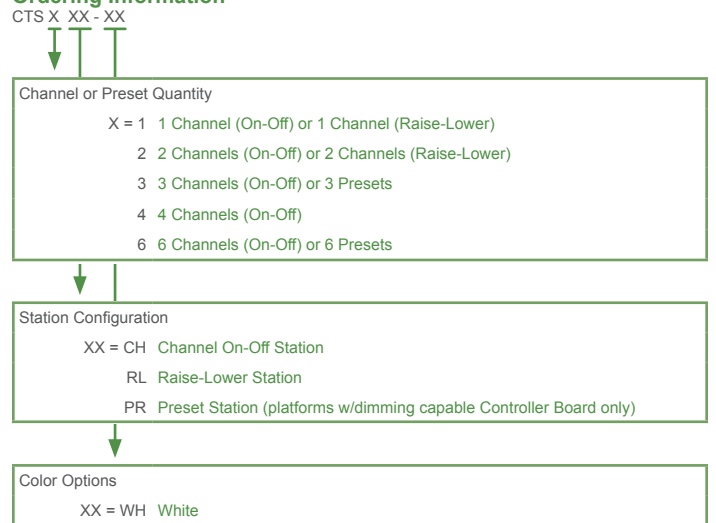 Ordering Information
CTS X XX - XX
Channel or Preset Quantity
X = 1 1 Channel (On-Off) or 1 Channel (Raise-Lower)
2 2 Channels (On-Off) or 2 Channels (Raise-Lower)
3 3 Channels (On-Off) or 3 Presets
4 4 Channels (On-Off)
6 6 Channels (On-Off) or 6 Presets
Station Configuration
XX = CH Channel On-Off Station
RL Raise-Lower Station
PR Preset Station (platforms w/dimming capable Controller Board only)
Color Options
XX = WH White